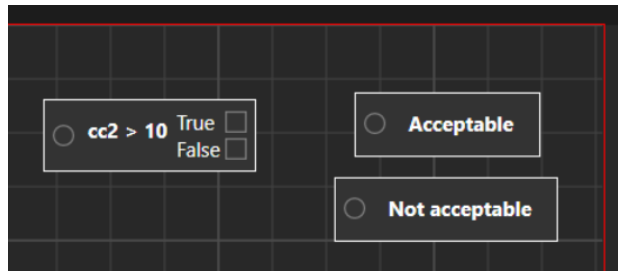 cc2 > 10
True
False
Acceptable
Not acceptable